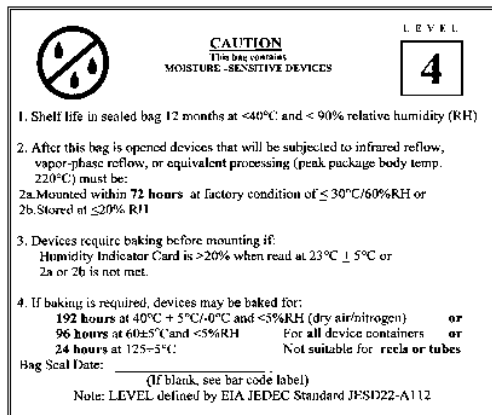 LEVEL
4
CAUTION
This bag contains
MOISTURE -SENSITIVE DEVICES
1. Shelf life in sealed bag 12 months at <40°C and < 90% relative humidity (RH)
2. After this bag is opened devices that will be subjected to infrared reflow,
vapor-phase reflow, or equivalent processing (peak package body temp.
220°C) must be:
2a.Mounted within 72 hours at factory condition of ≤ 30°C/60%RH or
2b.Stored at ≤20% RH
3. Devices require baking before mounting if:
Humidity Indicator Card is >20% when read at 23°C ± 5°C or
2a or 2b is not met.
4. If baking is required, devices may be baked for:
192 hours at 40°C + 5°C/-0°C and <5%RH (dry air/nitrogen) or
96 hours at 60±5°C and <5%RH For all device containers or
24 hours at 125±5°C Not suitable for reels or tubes
Bag Seal Date:
(If blank, see bar code label)
Note: LEVEL defined by EIA JEDEC Standard JESD22-A112